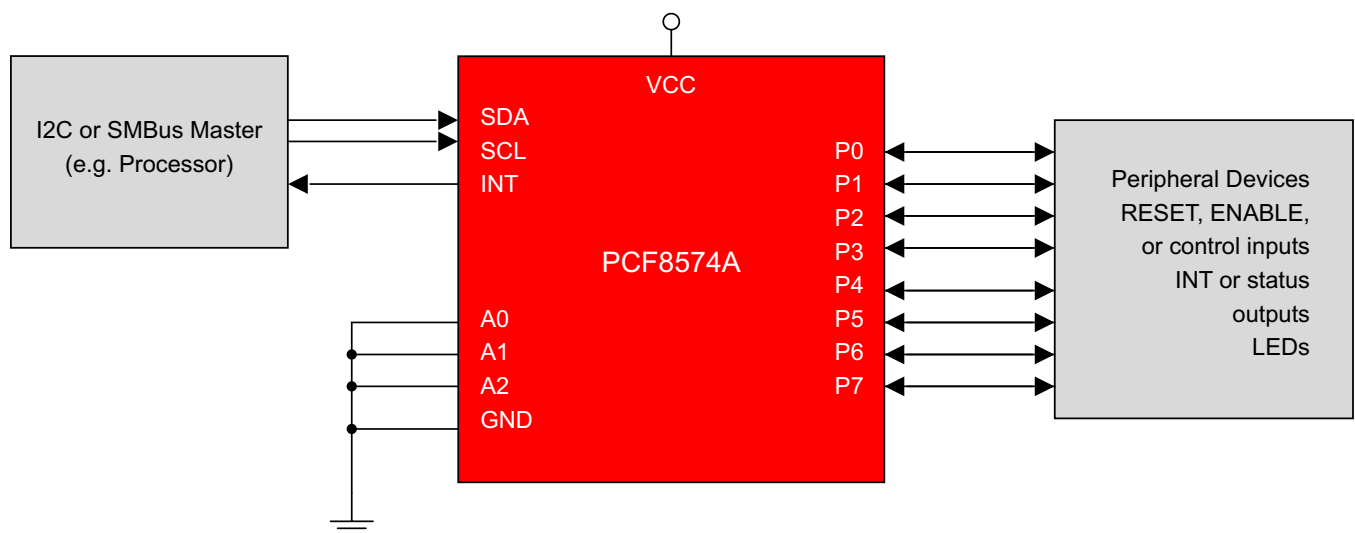 I2C or SMBus Master
(e.g. Processor)
VCC
SDA
SCL
INT
A0
A1
A2
GND
PCF8574A
P0
P1
P2
P3
P4
P5
P6
P7
Peripheral Devices
RESET, ENABLE,
or control inputs
INT or status
outputs
LEDs